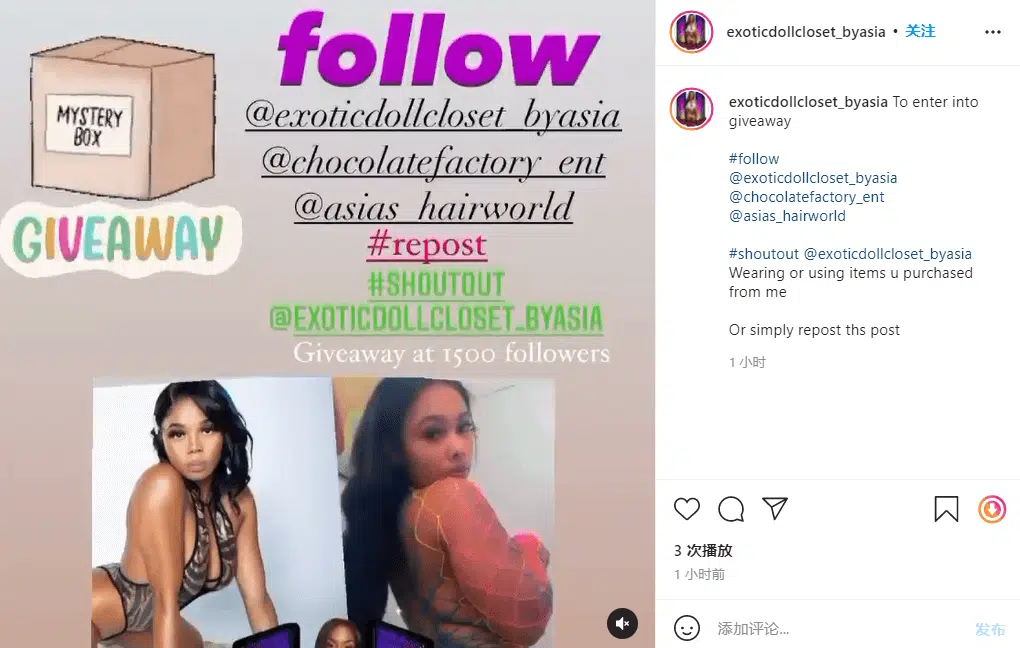 follow
@exoticdollcloset_byasia
@chocolatefactory_ent
@asias_hairworld
#repost
#SHOUTOUT
@EXOTICDOLLCLOSET_BYASIA
Giveaway at 1500 followers
MYSTERY
BOX
GIVEAWAY
exoticdollcloset_byasia • 关注
exoticdollcloset_byasia To enter into
giveaway
#follow
@exoticdollcloset_byasia
@chocolatefactory_ent
@asias_hairworld
#shoutout @exoticdollcloset_byasia
Wearing or using items u purchased
from me
Or simply repost ths post
1 小时
3 次播放
1 小时前
添加评论...
发布